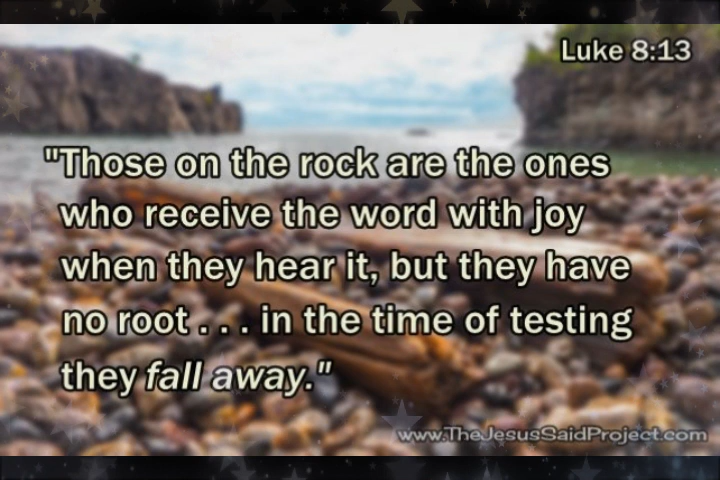 Luke 8:13
"Those on the rock are the ones
who receive the word with joy
when they hear it, but they have
no root . . . in the time of testing
they fall away."
www.TheJesusSaidProject.com